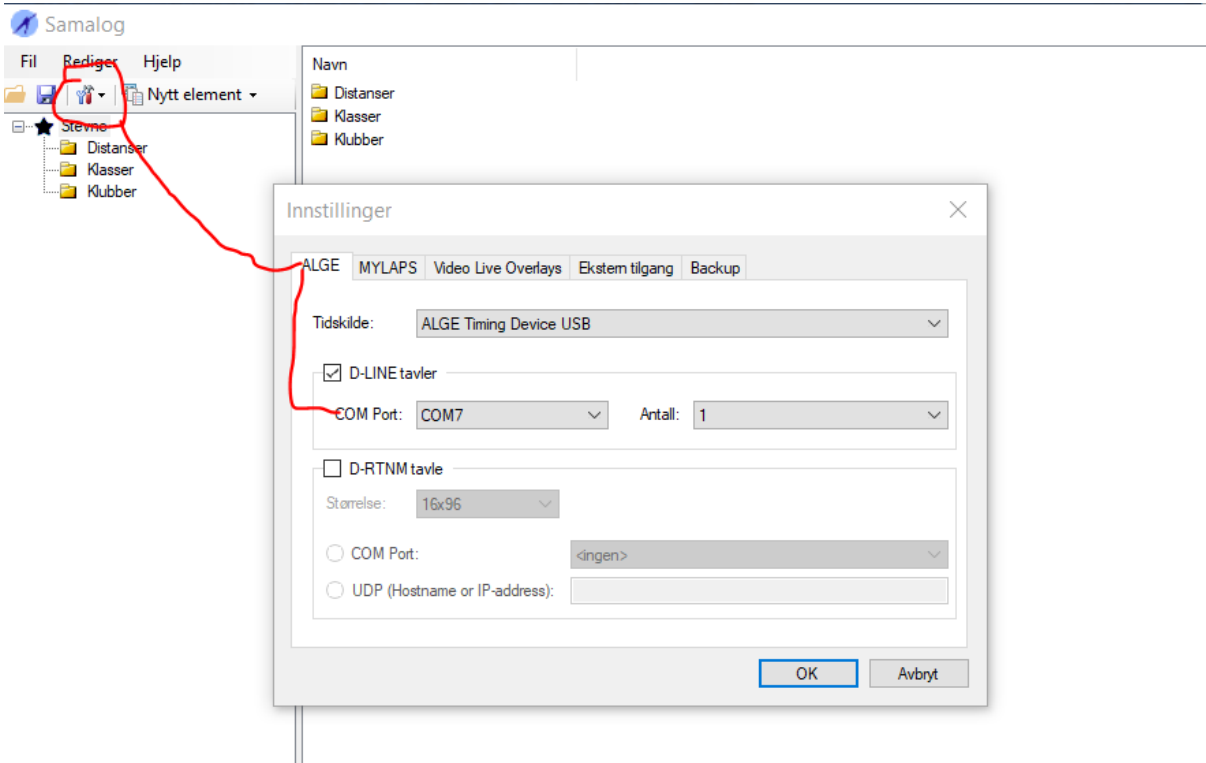 Samalog
Fil Rediger Hjelp
Nytt element
Stevne
Distanser
Klasser
Klubber
Navn
Distanser
Klasser
Klubber
Innstillinger
ALGE MYLAPS Video Live Overlays Ekstern tilgang Backup
Tidskilde: ALGE Timing Device USB
D-LINE tavler
COM Port: COM7 Antall: 1
D-RTNM tavle
Størrelse: 16x96
COM Port: <ingen>
UDP (Hostname or IP-address):
OK Avbryt